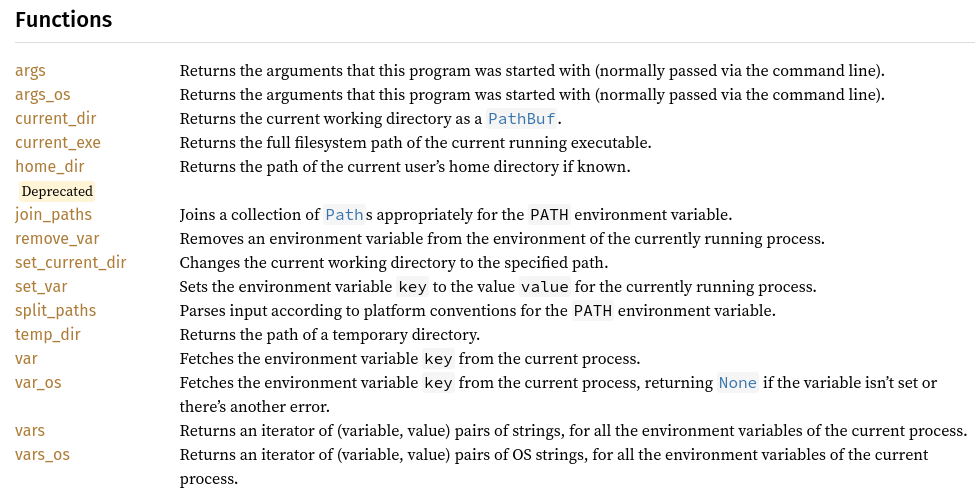 Functions
args Returns the arguments that this program was started with (normally passed via the command line).
args_os Returns the arguments that this program was started with (normally passed via the command line).
current_dir Returns the current working directory as a PathBuf.
current_exe Returns the full filesystem path of the current running executable.
home_dir Returns the path of the current user’s home directory if known.
Deprecated
join_paths Joins a collection of Paths appropriately for the PATH environment variable.
remove_var Removes an environment variable from the environment of the currently running process.
set_current_dir Changes the current working directory to the specified path.
set_var Sets the environment variable key to the value value for the currently running process.
split_paths Parses input according to platform conventions for the PATH environment variable.
temp_dir Returns the path of a temporary directory.
var Fetches the environment variable key from the current process.
var_os Fetches the environment variable key from the current process, returning None if the variable isn’t set or
there’s another error.
vars Returns an iterator of (variable, value) pairs of strings, for all the environment variables of the current process.
vars_os Returns an iterator of (variable, value) pairs of OS strings, for all the environment variables of the current
process.